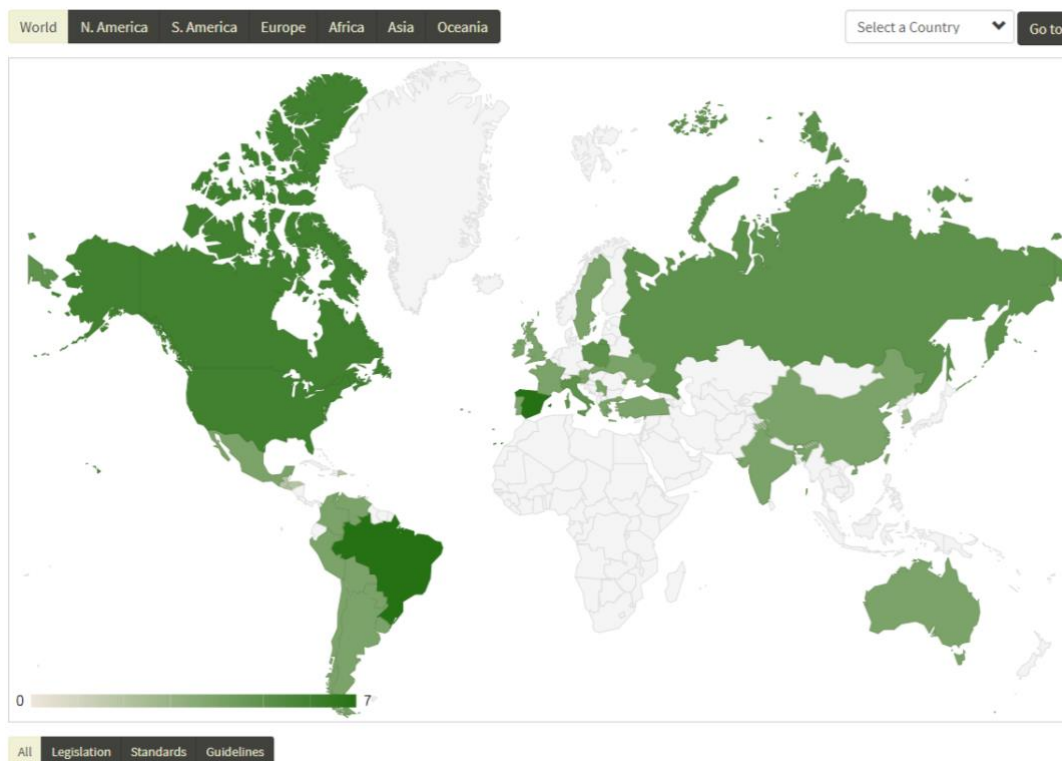 World N. America S. America Europe Africa Asia Oceania Select a Country Go to
0 7
All Legislation Standards Guidelines